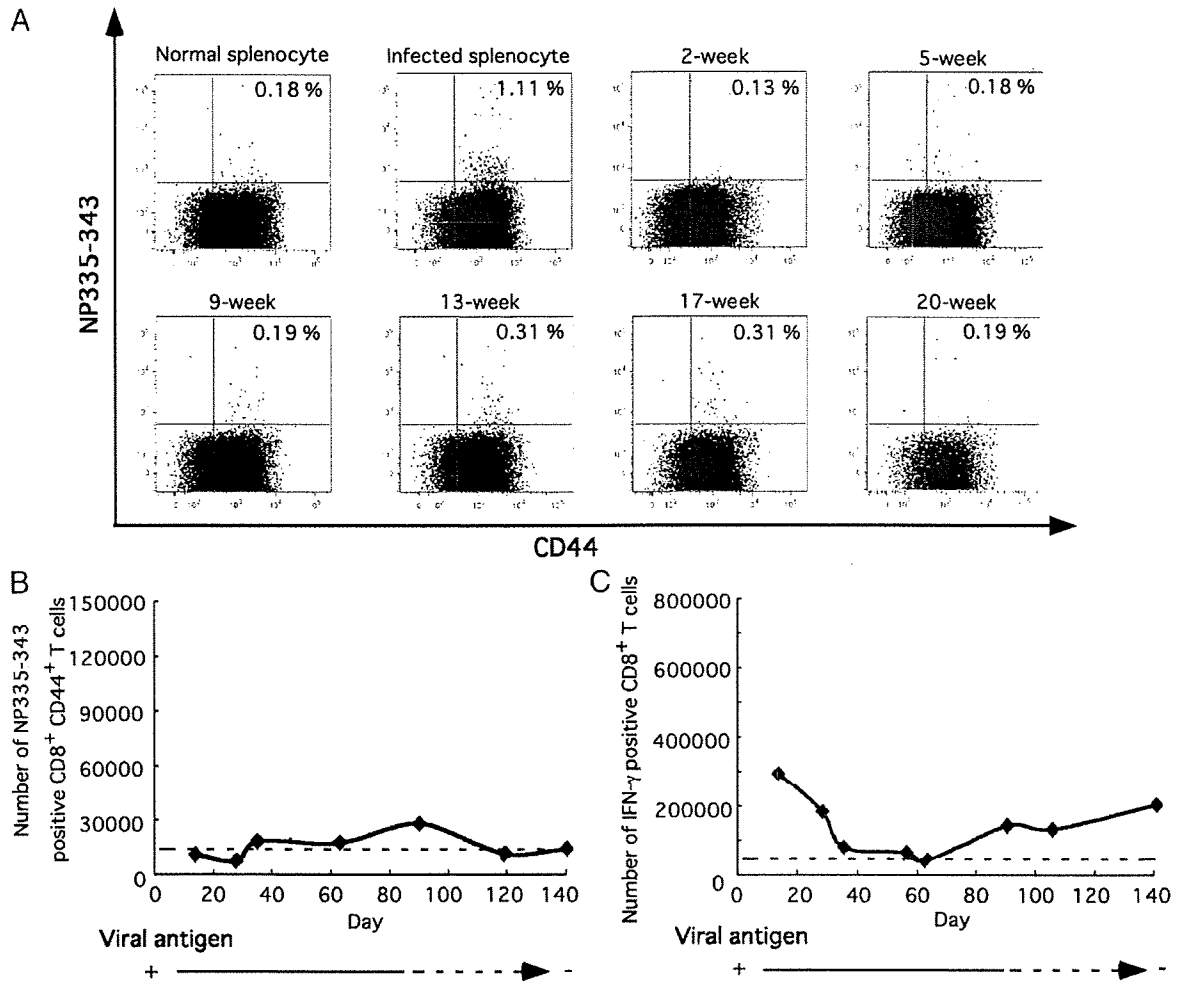 A
Normal splenocyte
0.18 %
Infected splenocyte
1.11 %
2-week
0.13 %
5-week
0.18 %
9-week
0.19 %
13-week
0.31 %
17-week
0.31 %
20-week
0.19 %
NP335-343
CD44
B
Number of NP335-343
positive CD8⁺ CD44⁺ T cells
150000
120000
90000
60000
30000
0
0 20 40 60 80 100 120 140
Day
Viral antigen
+ -
C
Number of IFN-γ positive CD8⁺ T cells
800000
600000
400000
200000
0
0 20 40 60 80 100 120 140
Day
Viral antigen
+ -